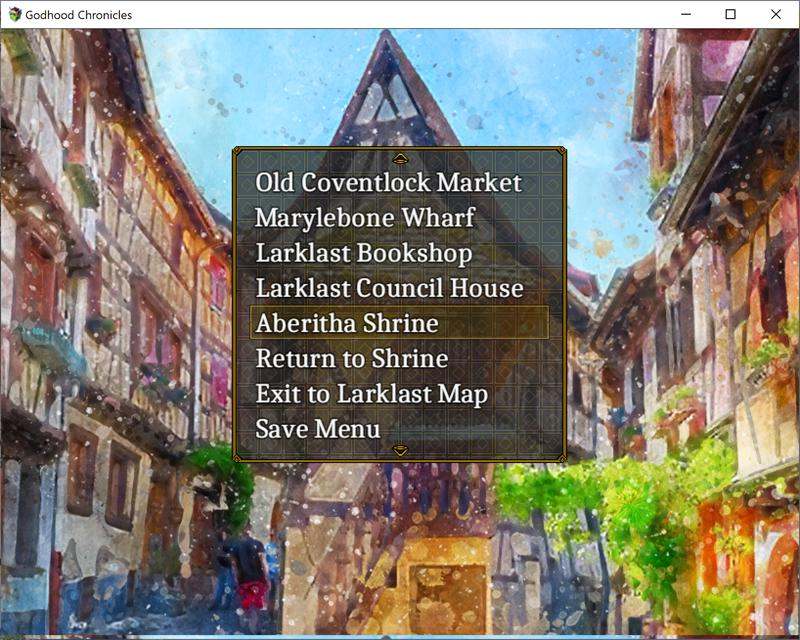 Godhood Chronicles
Old Coventlock Market
Marylebone Wharf
Larklast Bookshop
Larklast Council House
Aberitha Shrine
Return to Shrine
Exit to Larklast Map
Save Menu